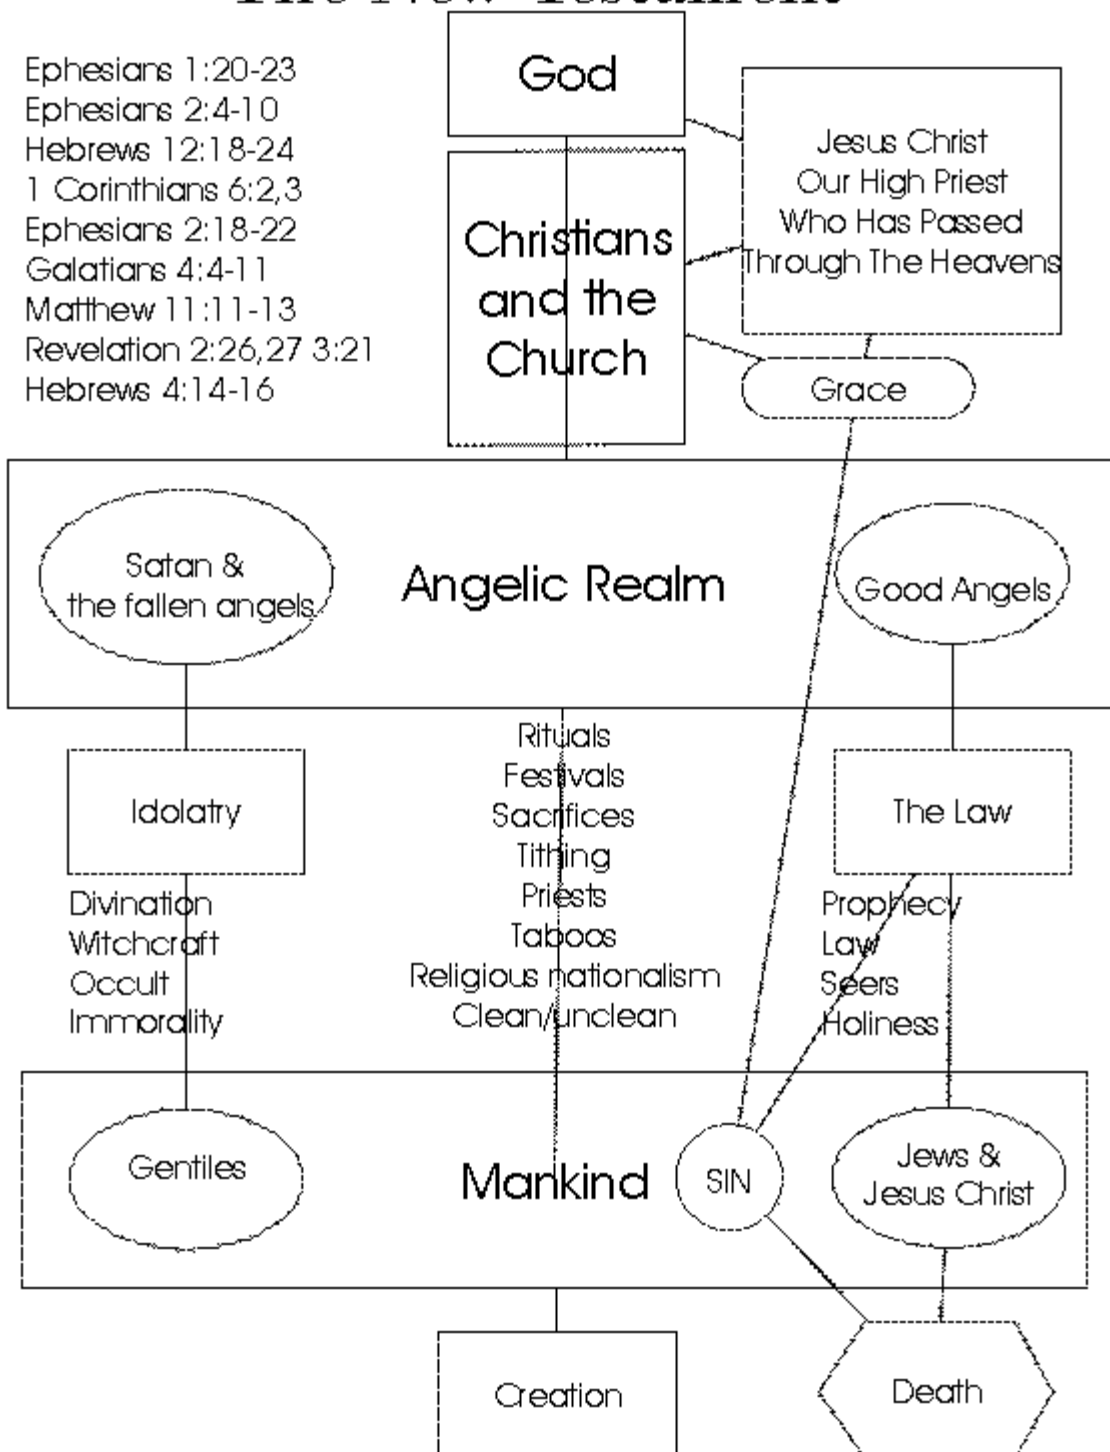 The New Testament
Ephesians 1:20-23
Ephesians 2:4-10
Hebrews 12:18-24
1 Corinthians 6:2,3
Ephesians 2:18-22
Galatians 4:4-11
Matthew 11:11-13
Revelation 2:26,27 3:21
Hebrews 4:14-16
God
Jesus Christ
Our High Priest
Who Has Passed
Through The Heavens
Christians
and the
Church
Grace
Satan &
the fallen angels
Angelic Realm
Good Angels
Idolatry
Divination
Witchcraft
Occult
Immorality
Rituals
Festivals
Sacrifices
Tithing
Priests
Taboos
Religious nationalism
Clean/unclean
The Law
Prophecy
Law
Seers
Holiness
Gentiles
Mankind
SIN
Jews &
Jesus Christ
Creation
Death